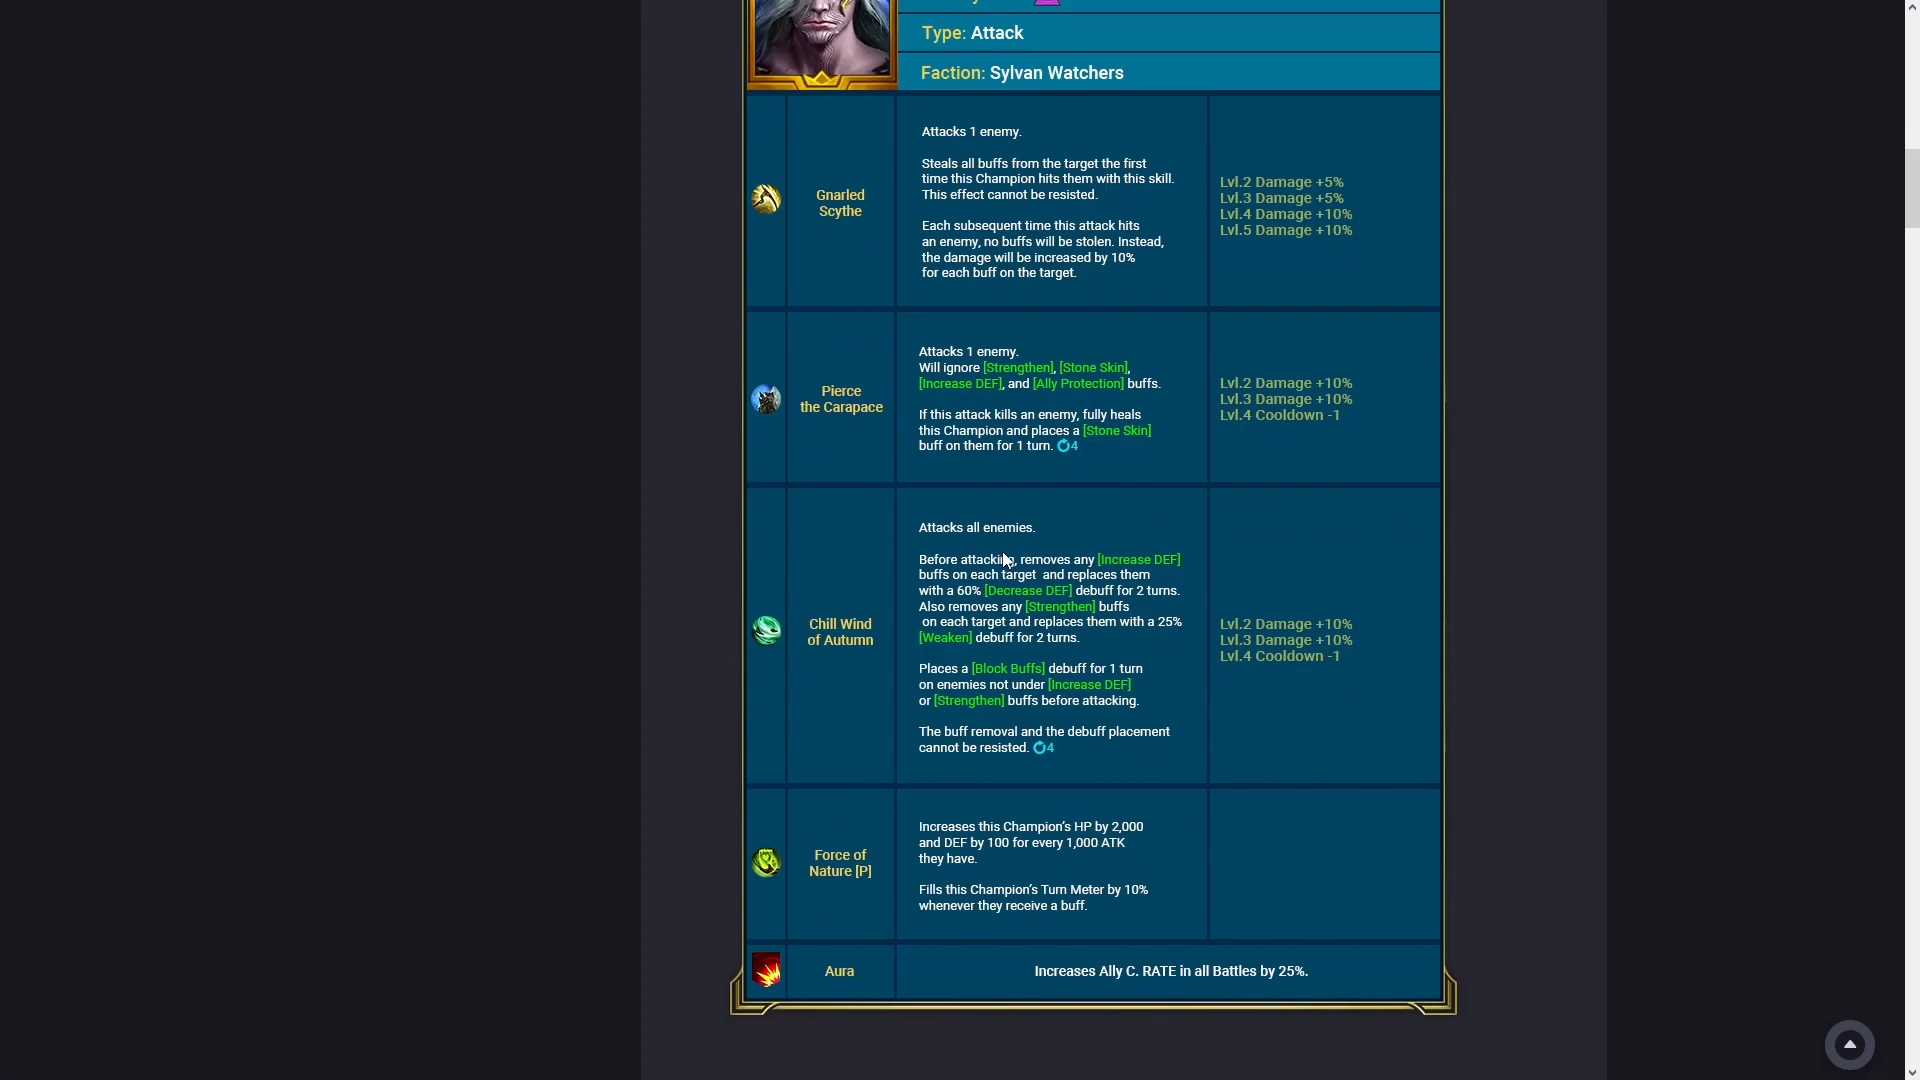 Type: Attack
Faction: Sylvan Watchers
Gnarled
Scythe
Attacks 1 enemy.
Steals all buffs from the target the first
time this Champion hits them with this skill.
This effect cannot be resisted.
Each subsequent time this attack hits
an enemy, no buffs will be stolen. Instead,
the damage will be increased by 10%
for each buff on the target.
Lvl.2 Damage +5%
Lvl.3 Damage +5%
Lvl.4 Damage +10%
Lvl.5 Damage +10%
Pierce
the Carapace
Attacks 1 enemy.
Will ignore [Strengthen], [Stone Skin],
[Increase DEF], and [Ally Protection] buffs.
If this attack kills an enemy, fully heals
this Champion and places a [Stone Skin]
buff on them for 1 turn. 4
Lvl.2 Damage +10%
Lvl.3 Damage +10%
Lvl.4 Cooldown -1
Chill Wind
of Autumn
Attacks all enemies.
Before attacking, removes any [Increase DEF]
buffs on each target and replaces them
with a 60% [Decrease DEF] debuff for 2 turns.
Also removes any [Strengthen] buffs
on each target and replaces them with a 25%
[Weaken] debuff for 2 turns.
Places a [Block Buffs] debuff for 1 turn
on enemies not under [Increase DEF]
or [Strengthen] buffs before attacking.
The buff removal and the debuff placement
cannot be resisted. 4
Lvl.2 Damage +10%
Lvl.3 Damage +10%
Lvl.4 Cooldown -1
Force of
Nature [P]
Increases this Champion's HP by 2,000
and DEF by 100 for every 1,000 ATK
they have.
Fills this Champion's Turn Meter by 10%
whenever they receive a buff.
Aura
Increases Ally C. RATE in all Battles by 25%.